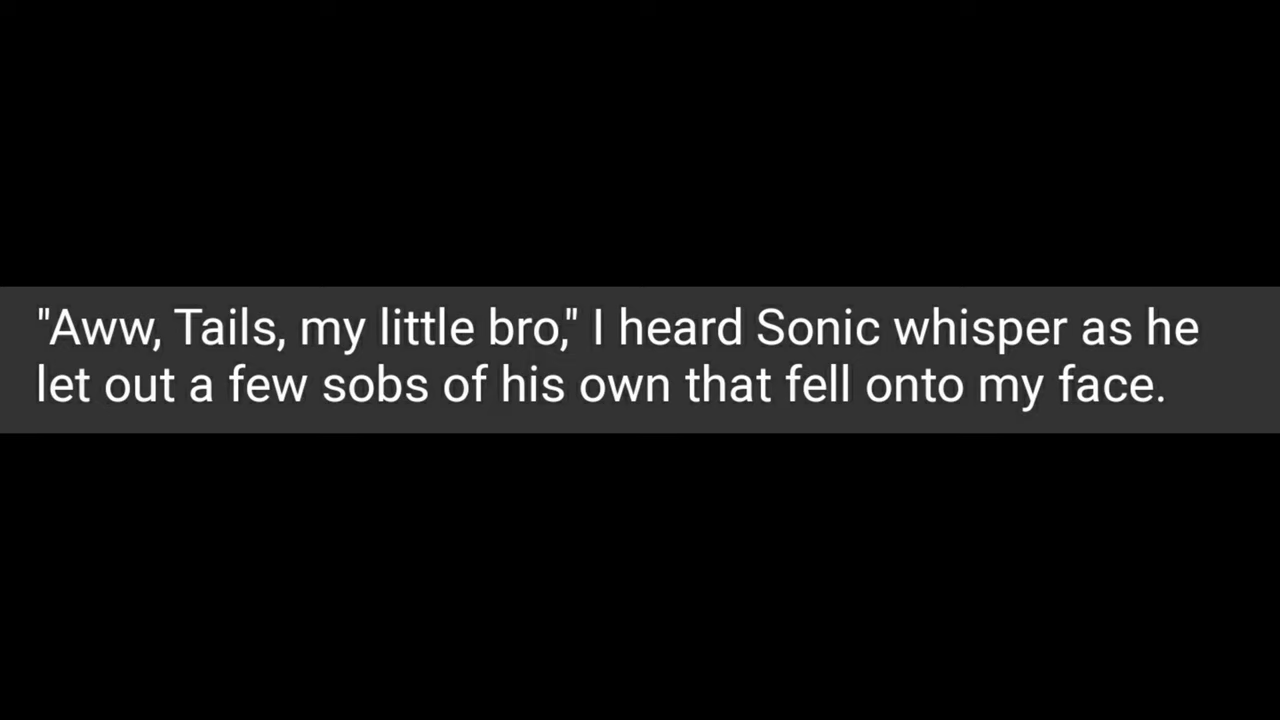 "Aww, Tails, my little bro," I heard Sonic whisper as he
let out a few sobs of his own that fell onto my face.